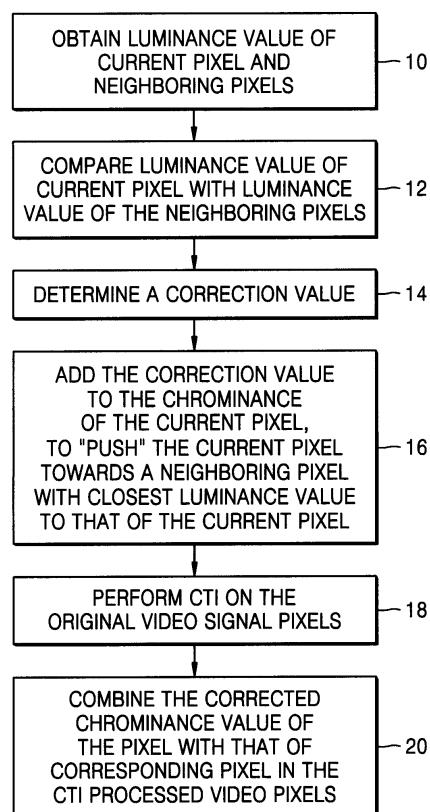 OBTAIN LUMINANCE VALUE OF
CURRENT PIXEL AND
NEIGHBORING PIXELS
10
COMPARE LUMINANCE VALUE OF
CURRENT PIXEL WITH LUMINANCE
VALUE OF THE NEIGHBORING PIXELS
12
DETERMINE A CORRECTION VALUE
14
ADD THE CORRECTION VALUE
TO THE CHROMINANCE
OF THE CURRENT PIXEL,
TO "PUSH" THE CURRENT PIXEL
TOWARDS A NEIGHBORING PIXEL
WITH CLOSEST LUMINANCE VALUE
TO THAT OF THE CURRENT PIXEL
16
PERFORM CTI ON THE
ORIGINAL VIDEO SIGNAL PIXELS
18
COMBINE THE CORRECTED
CHROMINANCE VALUE OF
THE PIXEL WITH THAT OF
CORRESPONDING PIXEL IN THE
CTI PROCESSED VIDEO PIXELS
20